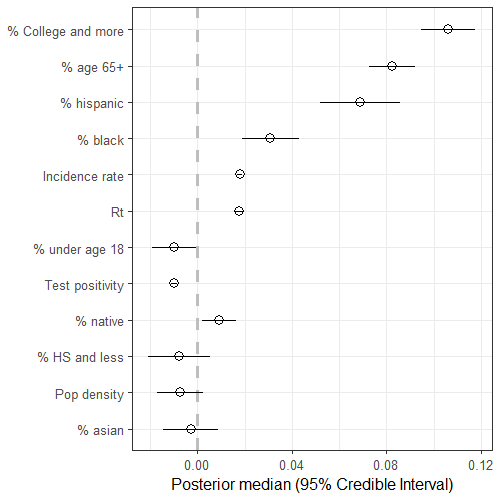 % College and more
% age 65+
% hispanic
% black
Incidence rate
Rt
% under age 18
Test positivity
% native
% HS and less
Pop density
% asian
0.00 0.04 0.08 0.12
Posterior median (95% Credible Interval)